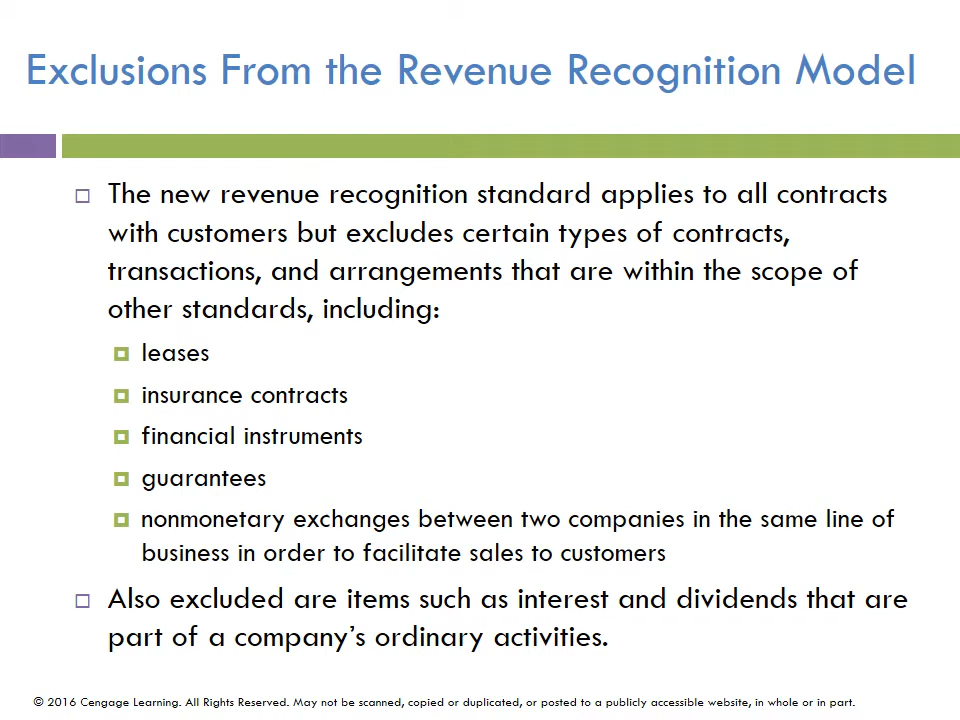 Exclusions From the Revenue Recognition Model
The new revenue recognition standard applies to all contracts
with customers but excludes certain types of contracts,
transactions, and arrangements that are within the scope of
other standards, including:
leases
insurance contracts
financial instruments
guarantees
nonmonetary exchanges between two companies in the same line of
business in order to facilitate sales to customers
Also excluded are items such as interest and dividends that are
part of a company’s ordinary activities.
© 2016 Cengage Learning. All Rights Reserved. May not be scanned, copied or duplicated, or posted to a publicly accessible website, in whole or in part.